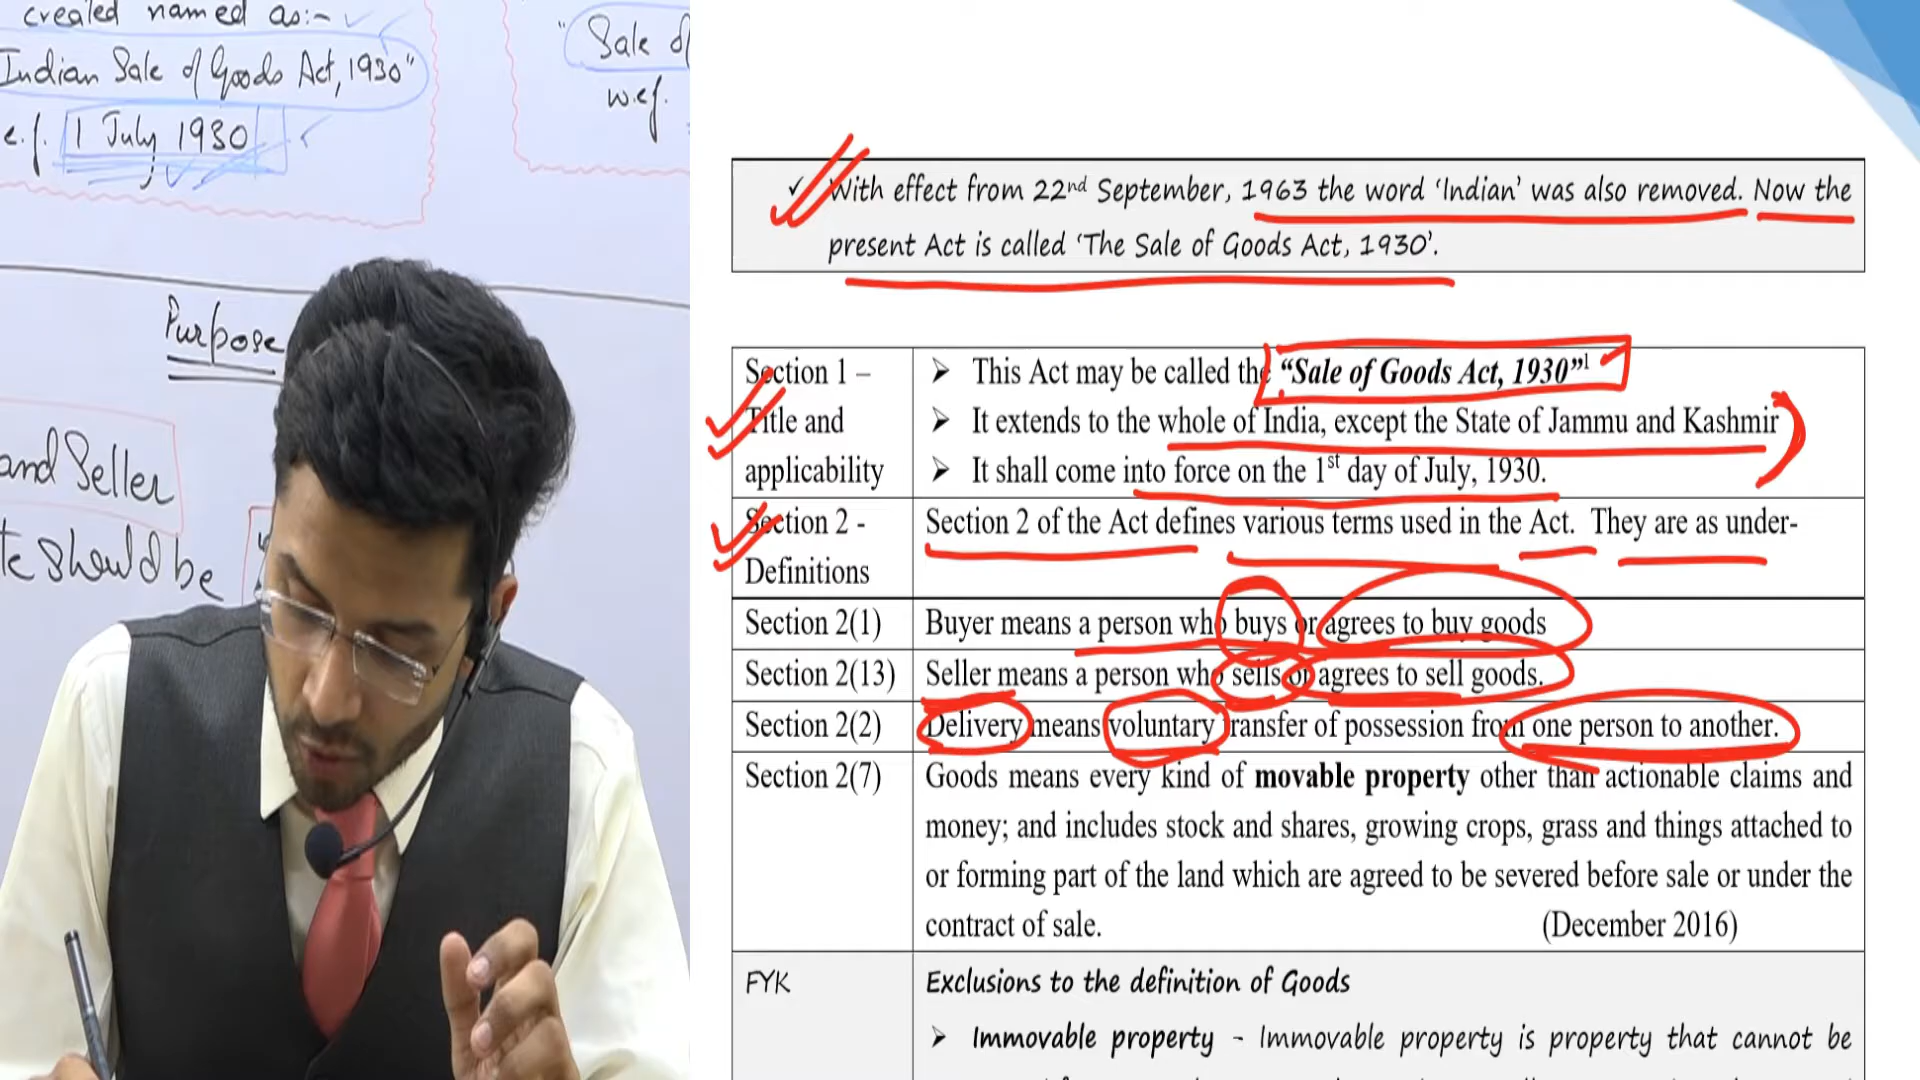 created named as:-
Indian Sale of Goods Act, 1930"
e.f. 1 July 1930
"Sale of
w.e.f.
Purpose
and Seller
should be
✓ With effect from 22nd September, 1963 the word ‘Indian’ was also removed. Now the
present Act is called ‘The Sale of Goods Act, 1930’.
Section 1 –
Title and
applicability
➢ This Act may be called the “Sale of Goods Act, 1930”1
➢ It extends to the whole of India, except the State of Jammu and Kashmir
➢ It shall come into force on the 1st day of July, 1930.
Section 2 -
Definitions
Section 2 of the Act defines various terms used in the Act. They are as under-
Section 2(1) Buyer means a person who buys or agrees to buy goods
Section 2(13) Seller means a person who sells or agrees to sell goods.
Section 2(2) Delivery means voluntary transfer of possession from one person to another.
Section 2(7) Goods means every kind of movable property other than actionable claims and
money; and includes stock and shares, growing crops, grass and things attached to
or forming part of the land which are agreed to be severed before sale or under the
contract of sale. (December 2016)
FYK Exclusions to the definition of Goods
➢ Immovable property - Immovable property is property that cannot be